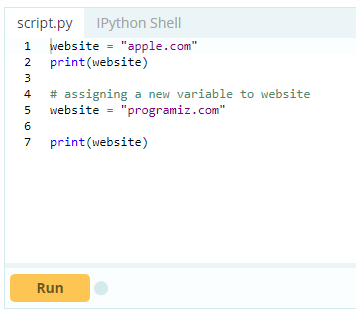 script.py IPython Shell
1 website = "apple.com"
2 print(website)
3
4 # assigning a new variable to website
5 website = "programiz.com"
6
7 print(website)
Run